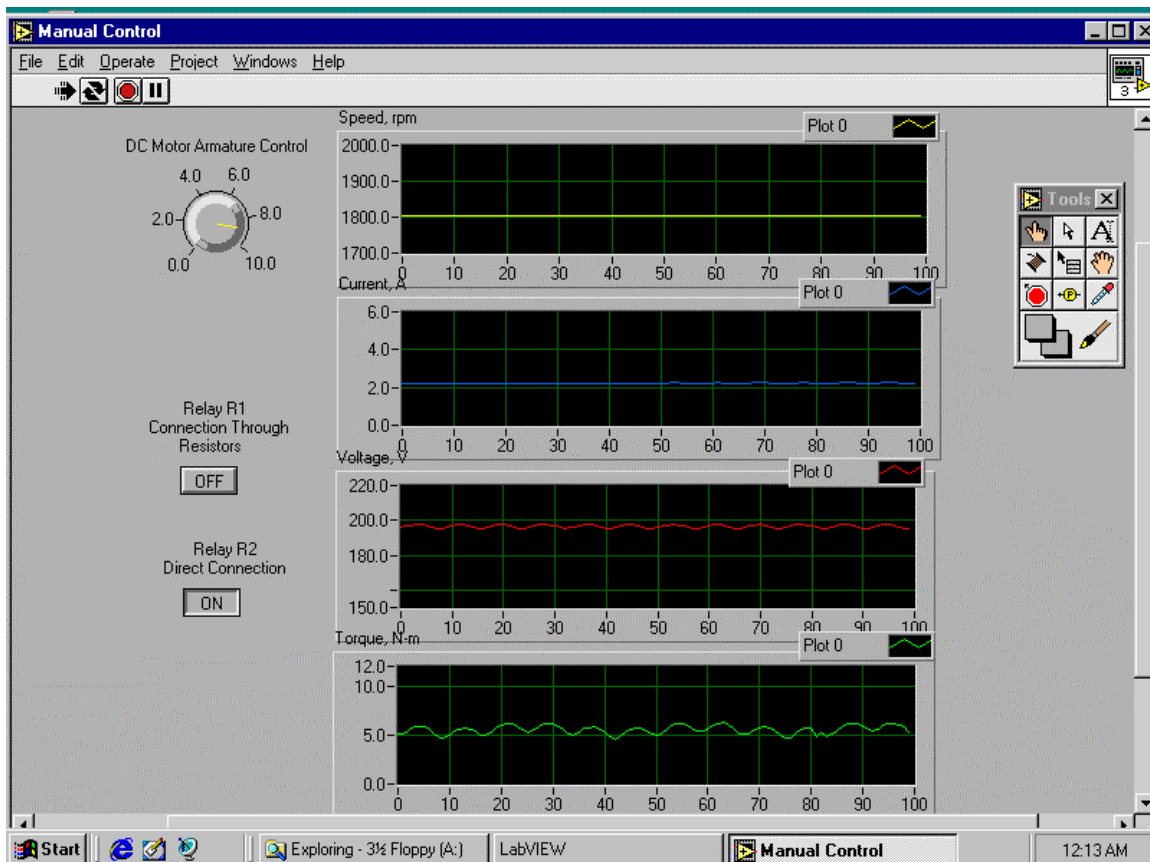 Manual Control
File Edit Operate Project Windows Help
3
DC Motor Armature Control
0.0 2.0 4.0 6.0 8.0 10.0
Relay R1
Connection Through
Resistors
OFF
Relay R2
Direct Connection
ON
Speed, rpm
Plot 0
2000.0
1900.0
1800.0
1700.0
0 10 20 30 40 50 60 70 80 90 100
Current, A
Plot 0
6.0
4.0
2.0
0.0
0 10 20 30 40 50 60 70 80 90 100
Voltage, V
Plot 0
220.0
200.0
180.0
150.0
0 10 20 30 40 50 60 70 80 90 100
Torque, N-m
Plot 0
12.0
10.0
5.0
0.0
0 10 20 30 40 50 60 70 80 90 100
Tools
A
P
Start
Exploring - 3½ Floppy (A:)
LabVIEW
Manual Control
12:13 AM